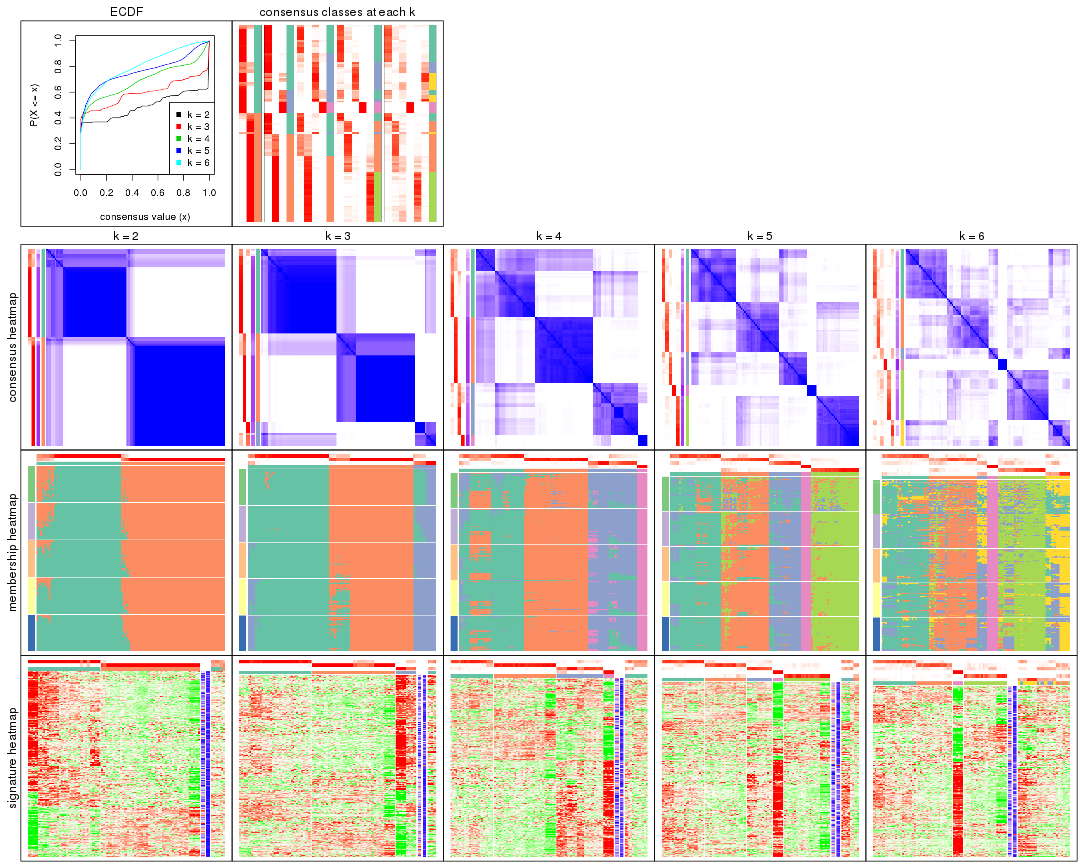 ECDF
consensus classes at each k
P(X <= x)
0.0 0.2 0.4 0.6 0.8 1.0
k = 2
k = 3
k = 4
k = 5
k = 6
0.0 0.2 0.4 0.6 0.8 1.0
consensus value (x)
k = 2 k = 3 k = 4 k = 5 k = 6
consensus heatmap
membership heatmap
signature heatmap